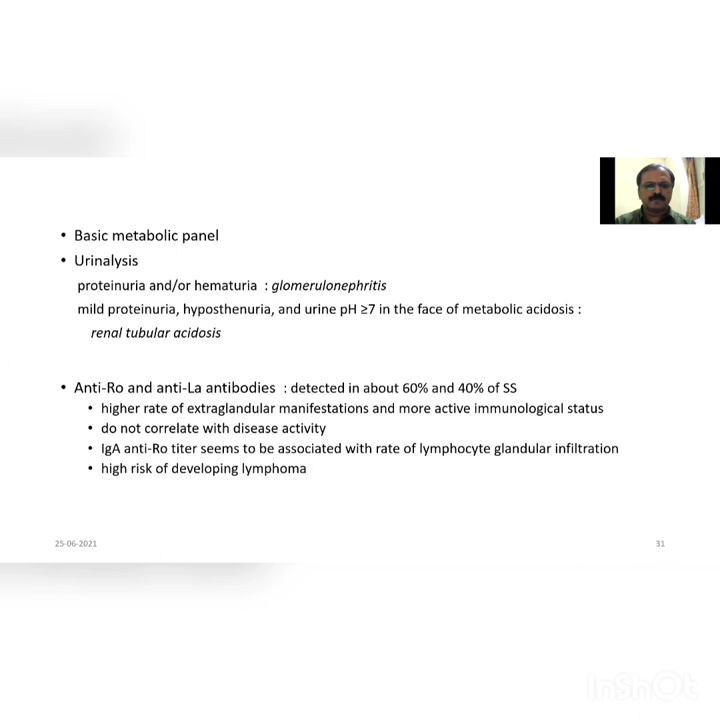 • Basic metabolic panel
• Urinalysis
proteinuria and/or hematuria : glomerulonephritis
mild proteinuria, hyposthenuria, and urine pH ≥7 in the face of metabolic acidosis :
renal tubular acidosis
• Anti-Ro and anti-La antibodies : detected in about 60% and 40% of SS
• higher rate of extraglandular manifestations and more active immunological status
• do not correlate with disease activity
• IgA anti-Ro titer seems to be associated with rate of lymphocyte glandular infiltration
• high risk of developing lymphoma
25-06-2021
31
InShOt